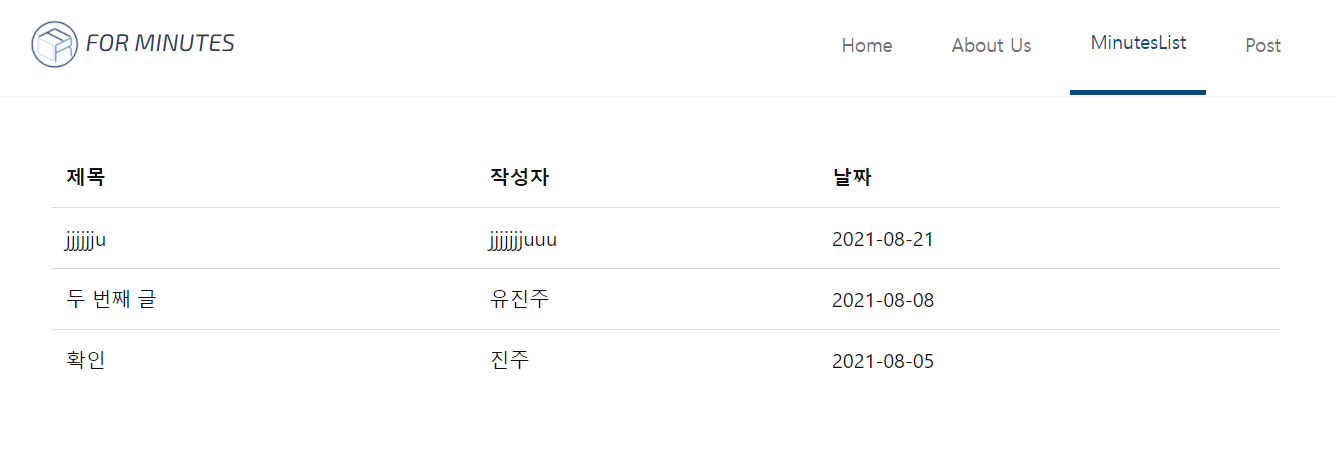 FOR MINUTES Home About Us MinutesList Post
제목 작성자 날짜
jjjjjju jjjjjjjuuu 2021-08-21
두 번째 글 유진주 2021-08-08
확인 진주 2021-08-05